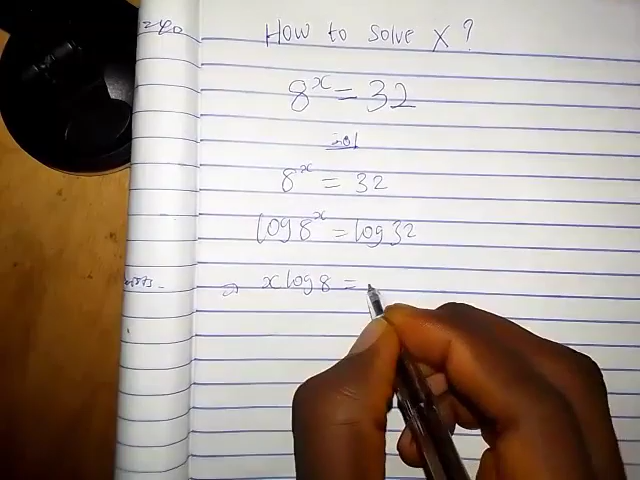 How to solve X?
8^x = 32
sol
8^x = 32
log 8^x = log 32
⇒ x log 8 =